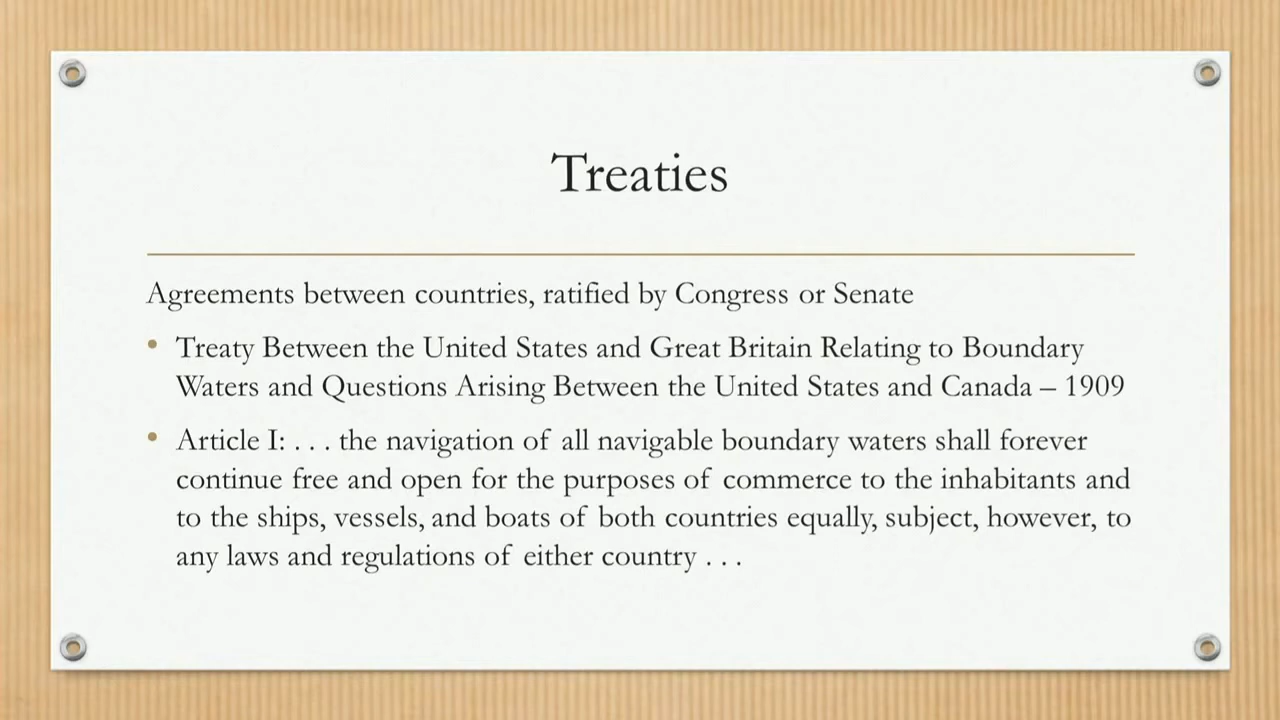 Treaties
Agreements between countries, ratified by Congress or Senate
• Treaty Between the United States and Great Britain Relating to Boundary
Waters and Questions Arising Between the United States and Canada – 1909
• Article I: . . . the navigation of all navigable boundary waters shall forever
continue free and open for the purposes of commerce to the inhabitants and
to the ships, vessels, and boats of both countries equally, subject, however, to
any laws and regulations of either country . . .